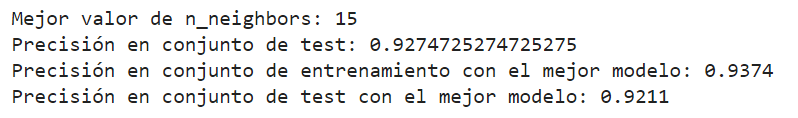 Mejor valor de n_neighbors: 15
Precisión en conjunto de test: 0.9274725274725275
Precisión en conjunto de entrenamiento con el mejor modelo: 0.9374
Precisión en conjunto de test con el mejor modelo: 0.9211